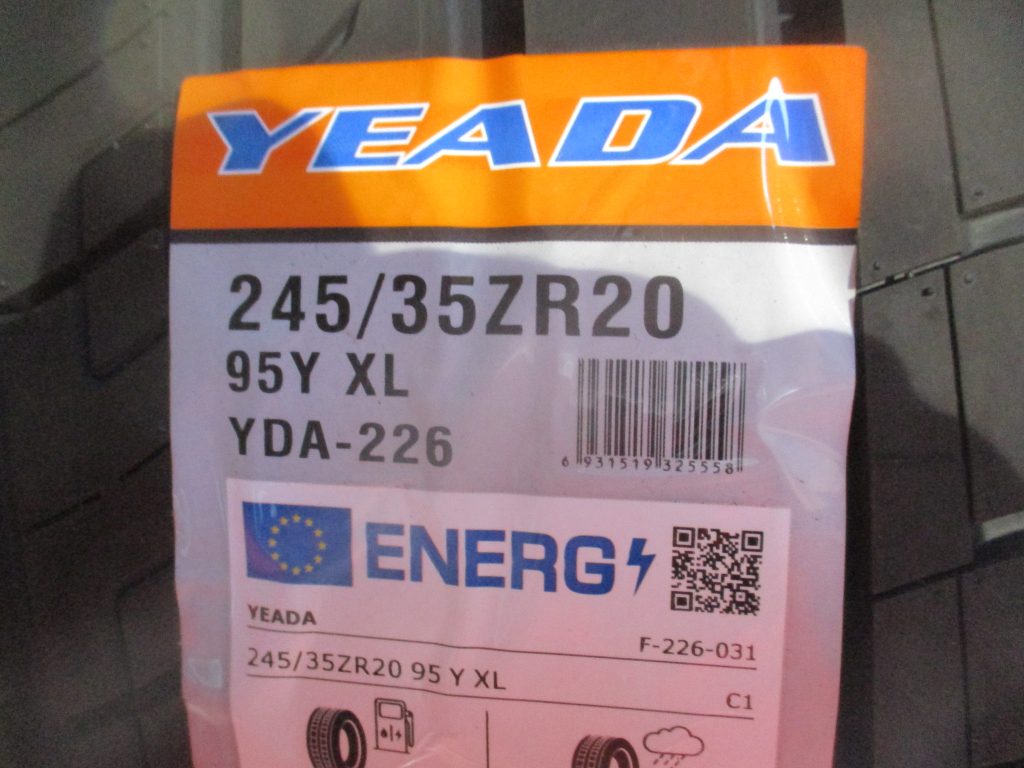 YEADA
245/35ZR20
95Y XL
YDA-226
6 931519 325558
ENERG
YEADA
F-226-031
245/35ZR20 95 Y XL
C1